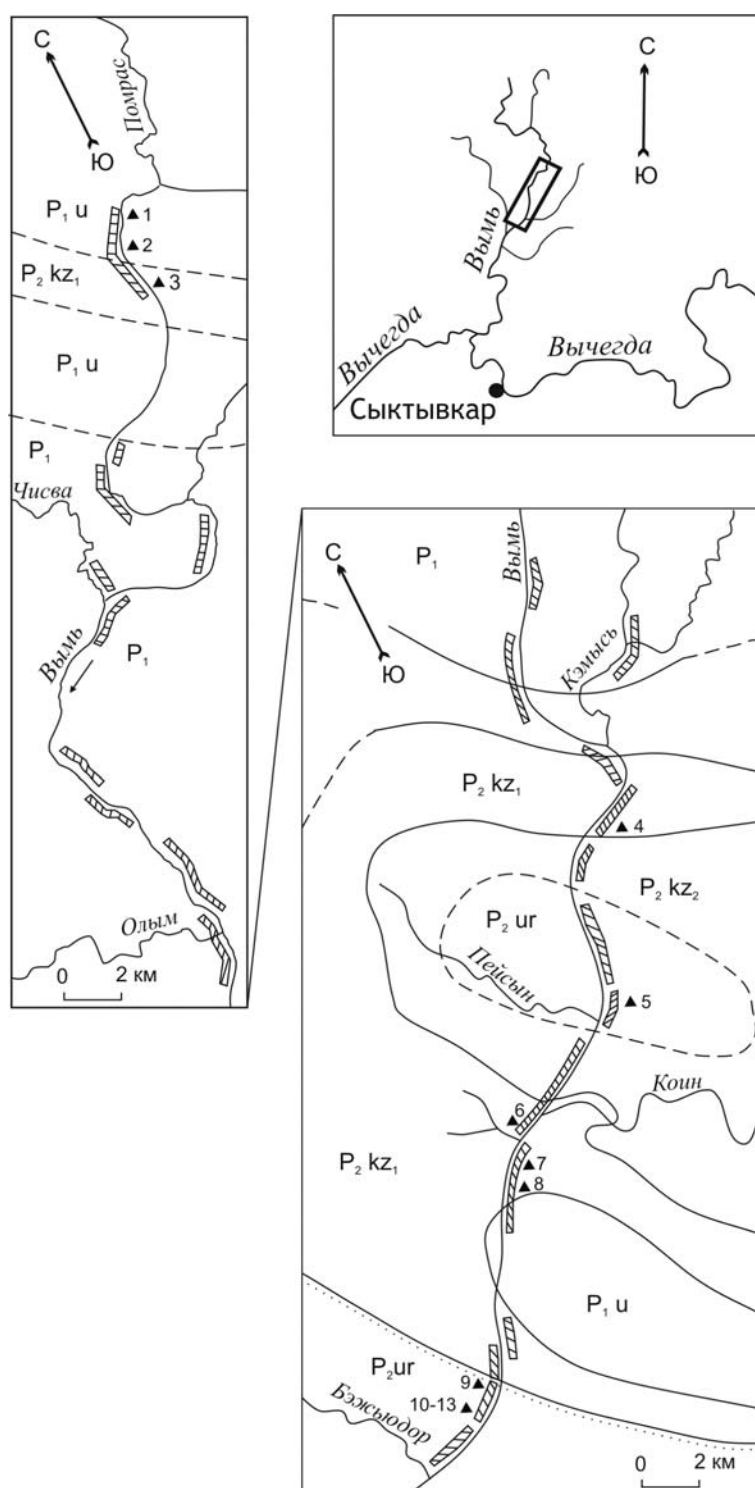 С
Ю
Помрас
P₁ u
1
2
P₂ kz₁
3
P₁ u
P₁
Чисва
Вымь
P₁
Олым
0 2 км
С
Ю
Вымь
Вычегда
Вычегда
Сыктывкар
С
Ю
P₁
Вымь
Кэмысь
P₂ kz₁
4
P₂ kz₂
P₂ ur
Пейсын
5
Коин
6
P₂ kz₁
7
8
P₁ u
P₂ur
9
10-13
Бэжъюдор
0 2 км